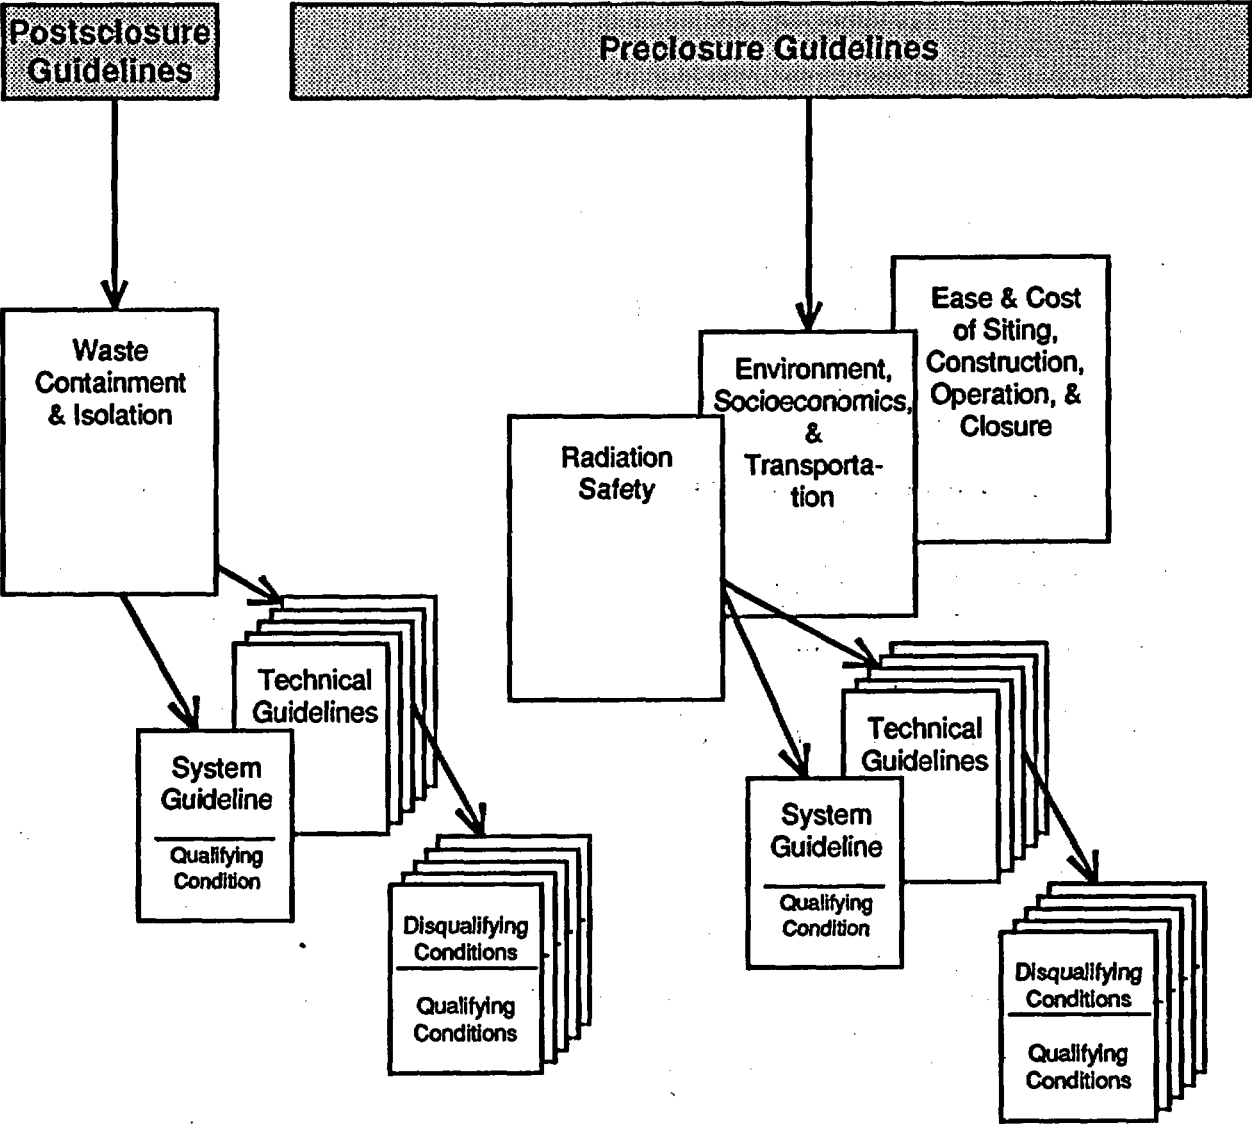 Postsclosure
Guidelines
Preclosure Guidelines
Waste
Containment
& Isolation
Technical
Guidelines
System
Guideline
Qualifying
Condition
Disqualifying
Conditions
Qualifying
Conditions
Radiation
Safety
Environment,
Socioeconomics,
&
Transporta-
tion
Ease & Cost
of Siting,
Construction,
Operation, &
Closure
Technical
Guidelines
System
Guideline
Qualifying
Condition
Disqualifying
Conditions
Qualifying
Conditions